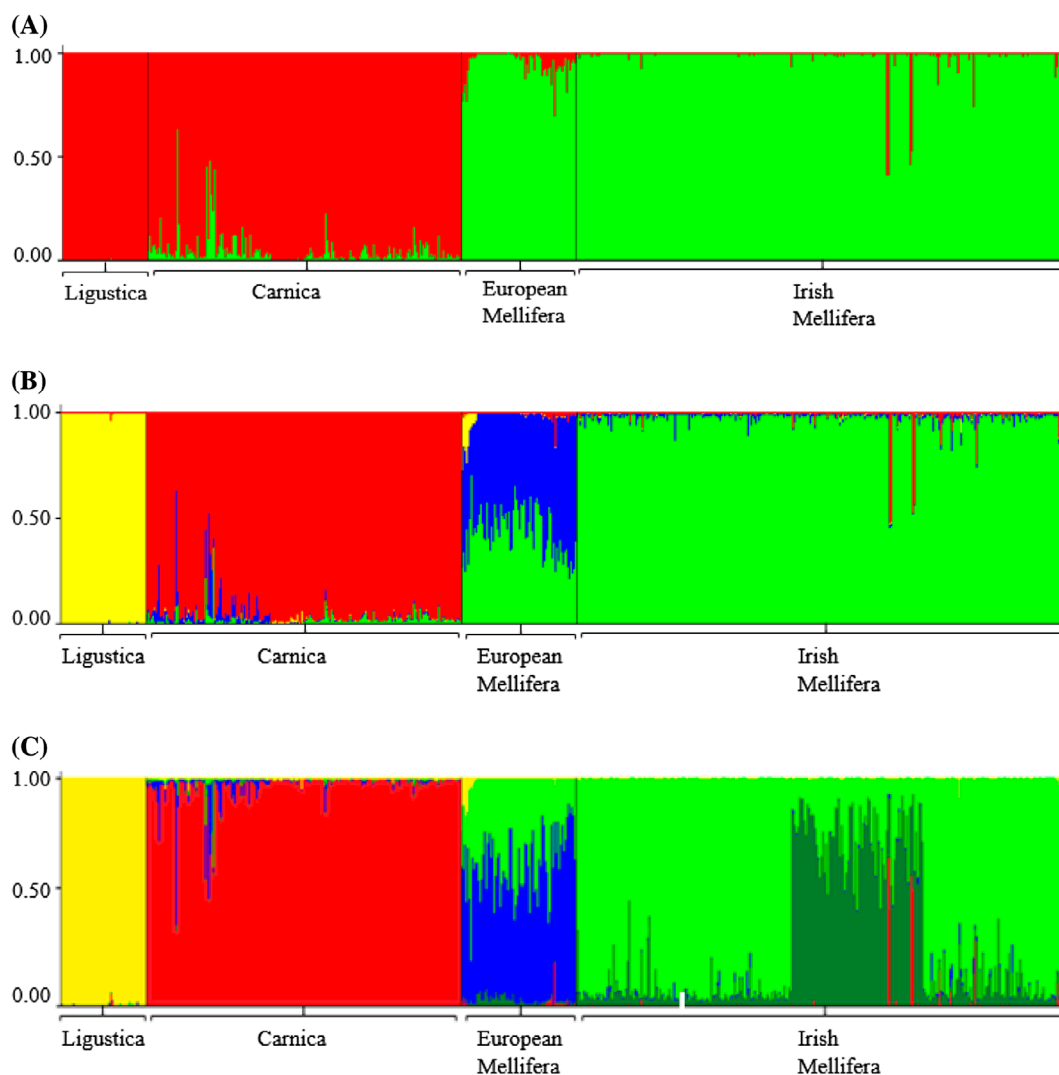 (A)
1.00
0.50
0.00
Ligustica
Carnica
European
Mellifera
Irish
Mellifera
(B)
1.00
0.50
0.00
Ligustica
Carnica
European
Mellifera
Irish
Mellifera
(C)
1.00
0.50
0.00
Ligustica
Carnica
European
Mellifera
Irish
Mellifera